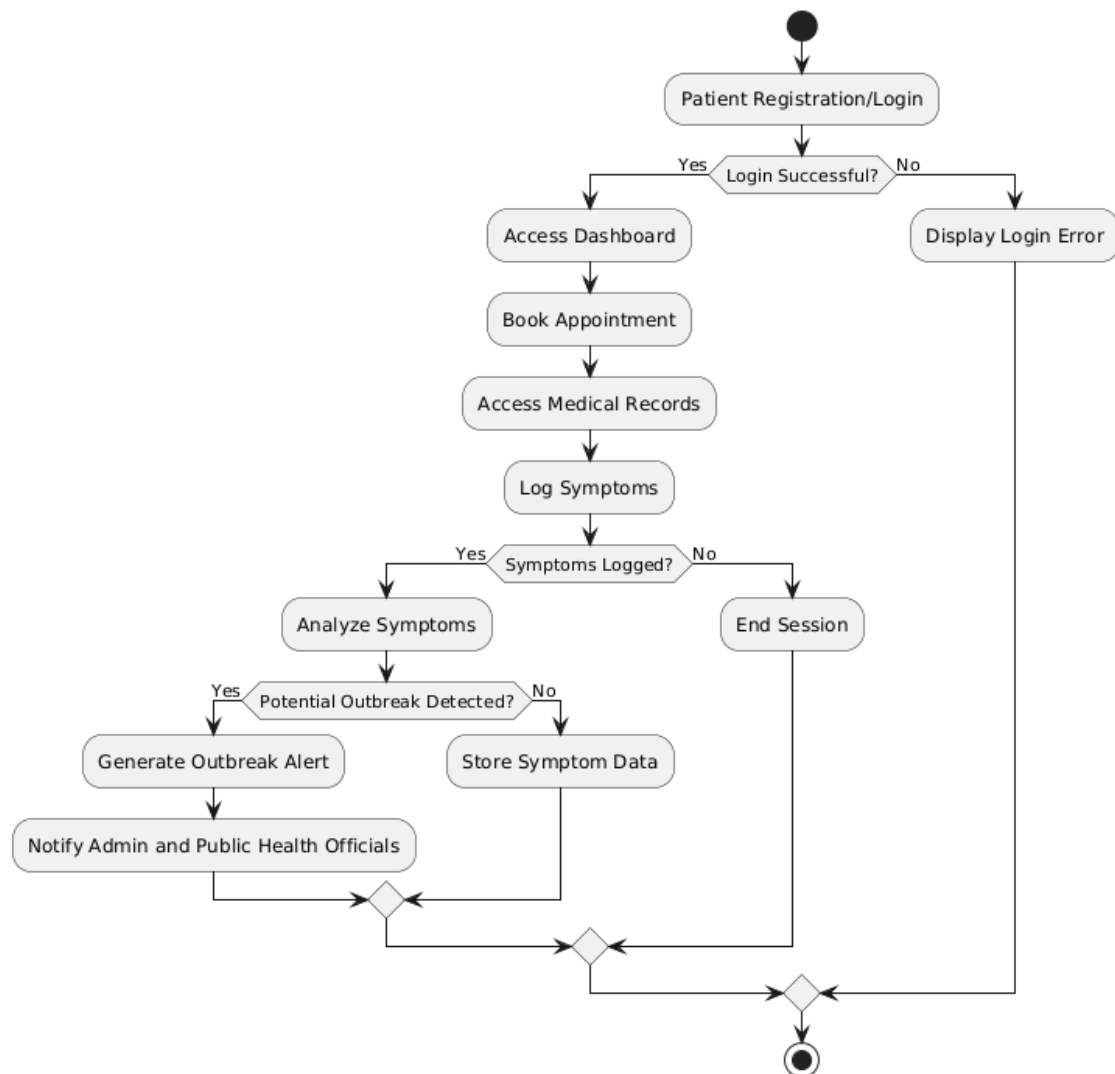 Patient Registration/Login
Yes
Login Successful?
No
Access Dashboard
Display Login Error
Book Appointment
Access Medical Records
Log Symptoms
Yes
Symptoms Logged?
No
Analyze Symptoms
End Session
Yes
Potential Outbreak Detected?
No
Generate Outbreak Alert
Store Symptom Data
Notify Admin and Public Health Officials